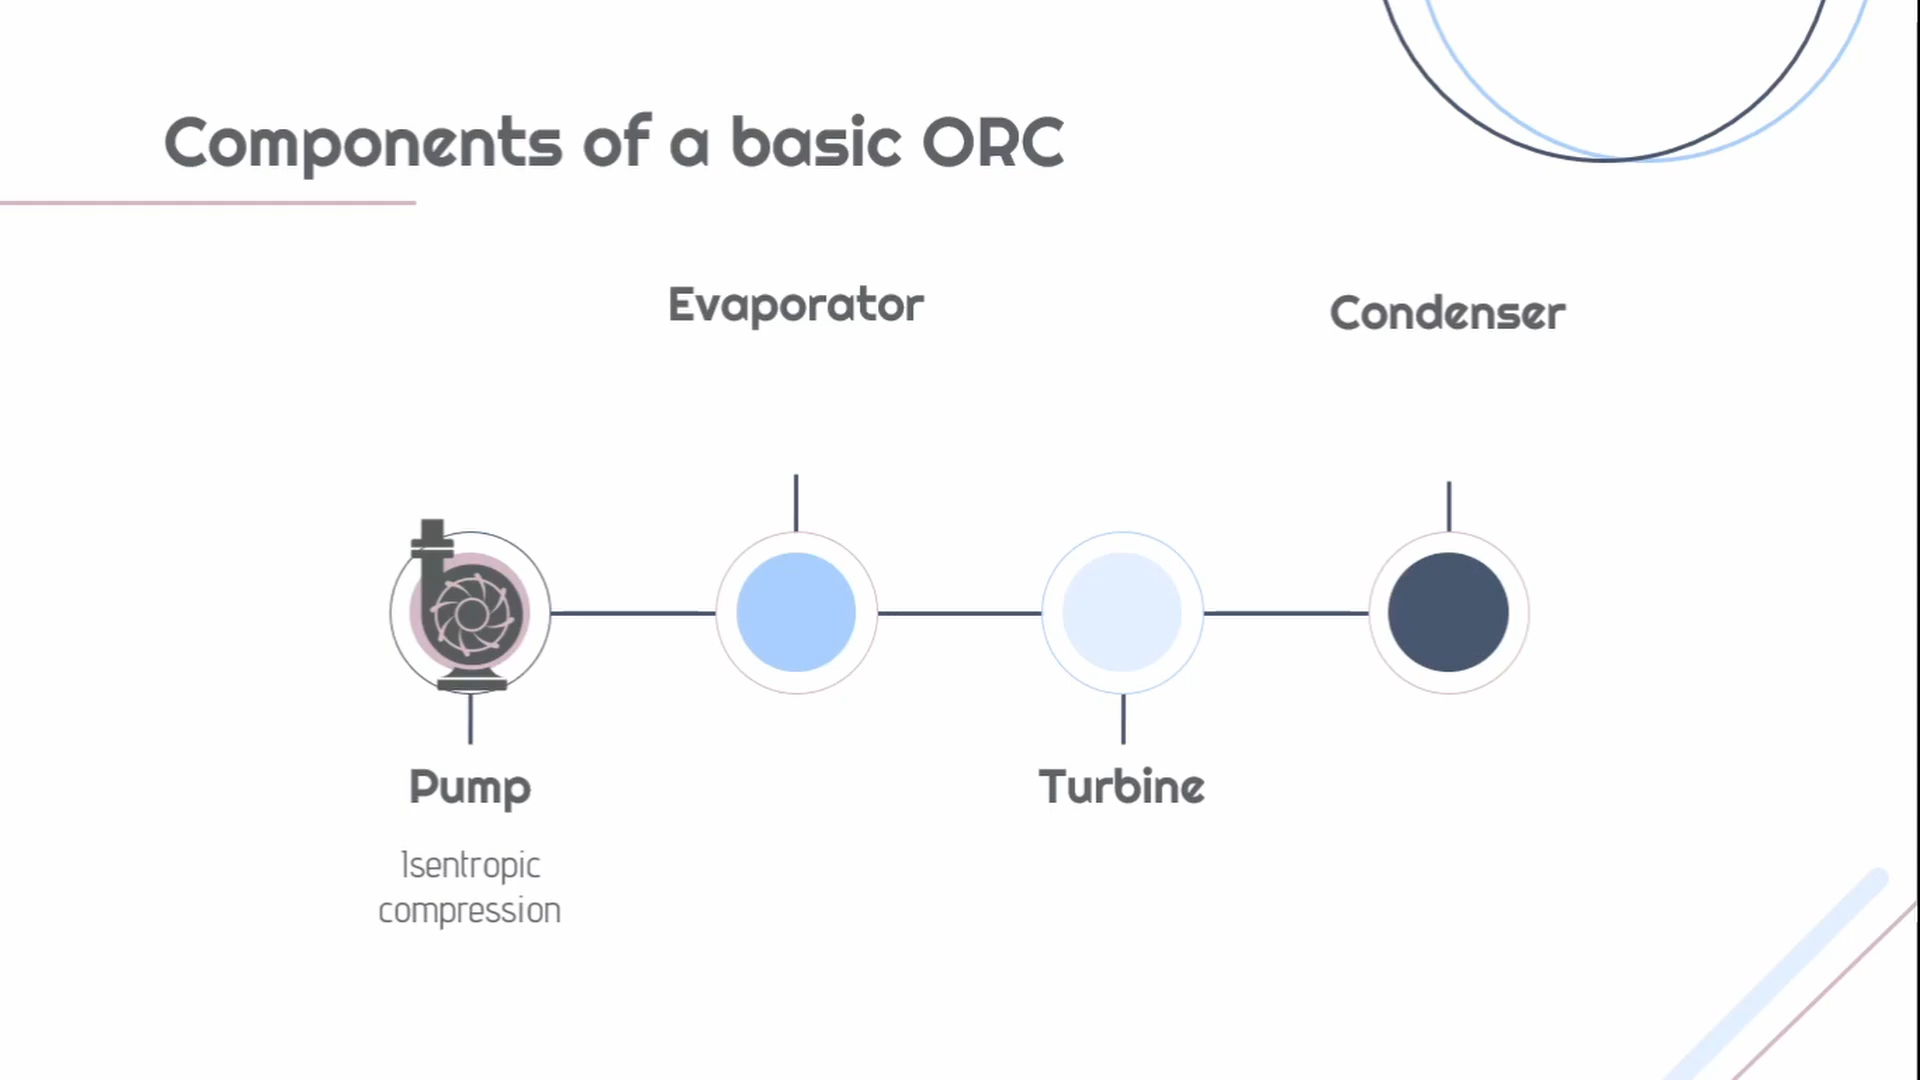 Components of a basic ORC
Evaporator
Condenser
Pump
Turbine
Isentropic
compression